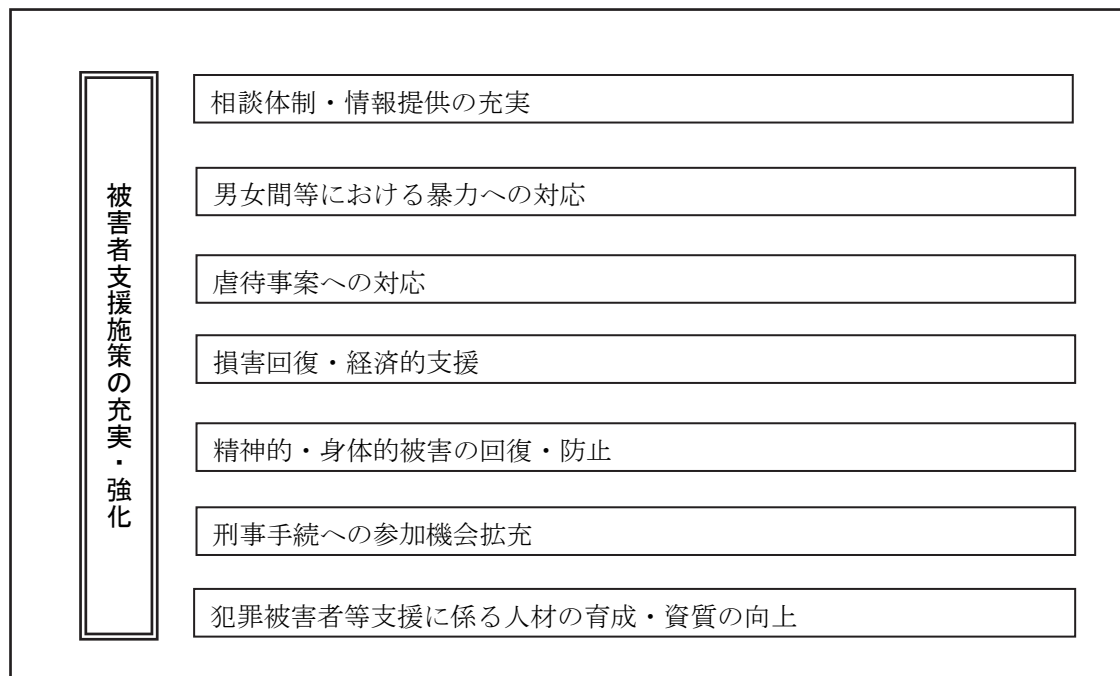 被害者支援施策の充実・強化
相談体制・情報提供の充実
男女間等における暴力への対応
虐待事案への対応
損害回復・経済的支援
精神的・身体的被害の回復・防止
刑事手続への参加機会拡充
犯罪被害者等支援に係る人材の育成・資質の向上